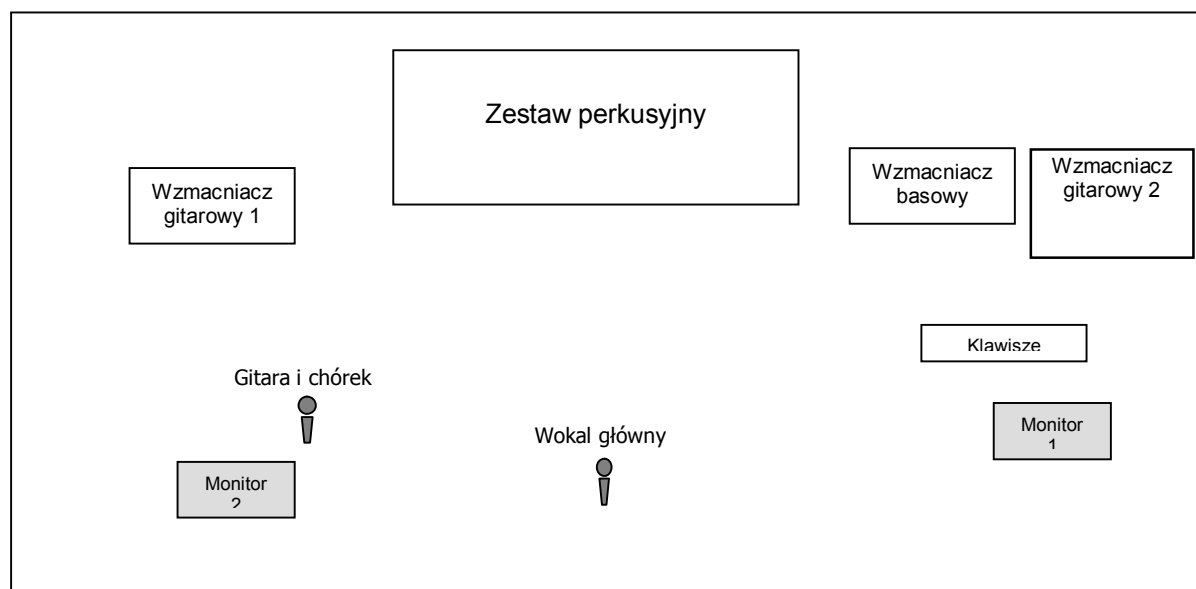 Zestaw perkusyjny
Wzmacniacz
gitarowy 1
Wzmacniacz
basowy
Wzmacniacz
gitarowy 2
Klawisze
Gitara i chórek
Wokal główny
Monitor
1
Monitor
2